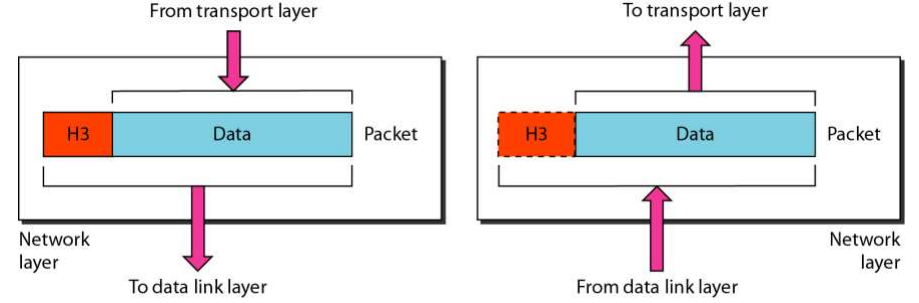 From transport layer
To transport layer
H3
Data
Packet
H3
Data
Packet
Network
layer
Network
layer
To data link layer
From data link layer